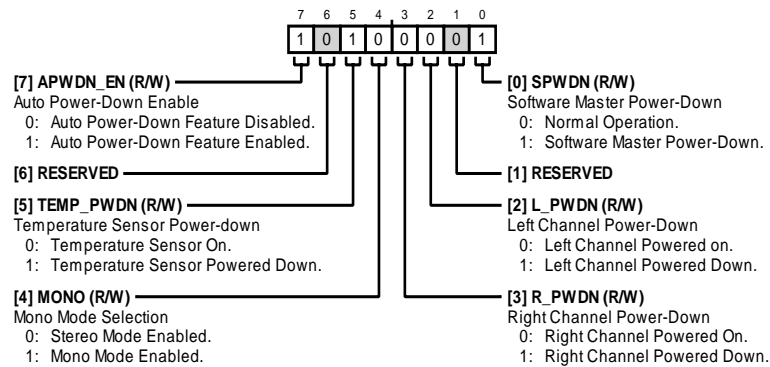 7 6 5 4 3 2 1 0
1 0 1 0 0 0 0 1
[7] APWDN_EN (R/W)
Auto Power-Down Enable
0: Auto Power-Down Feature Disabled.
1: Auto Power-Down Feature Enabled.
[6] RESERVED
[5] TEMP_PWDN (R/W)
Temperature Sensor Power-down
0: Temperature Sensor On.
1: Temperature Sensor Powered Down.
[4] MONO (R/W)
Mono Mode Selection
0: Stereo Mode Enabled.
1: Mono Mode Enabled.
[0] SPWDN (R/W)
Software Master Power-Down
0: Normal Operation.
1: Software Master Power-Down.
[1] RESERVED
[2] L_PWDN (R/W)
Left Channel Power-Down
0: Left Channel Powered on.
1: Left Channel Powered Down.
[3] R_PWDN (R/W)
Right Channel Power-Down
0: Right Channel Powered On.
1: Right Channel Powered Down.